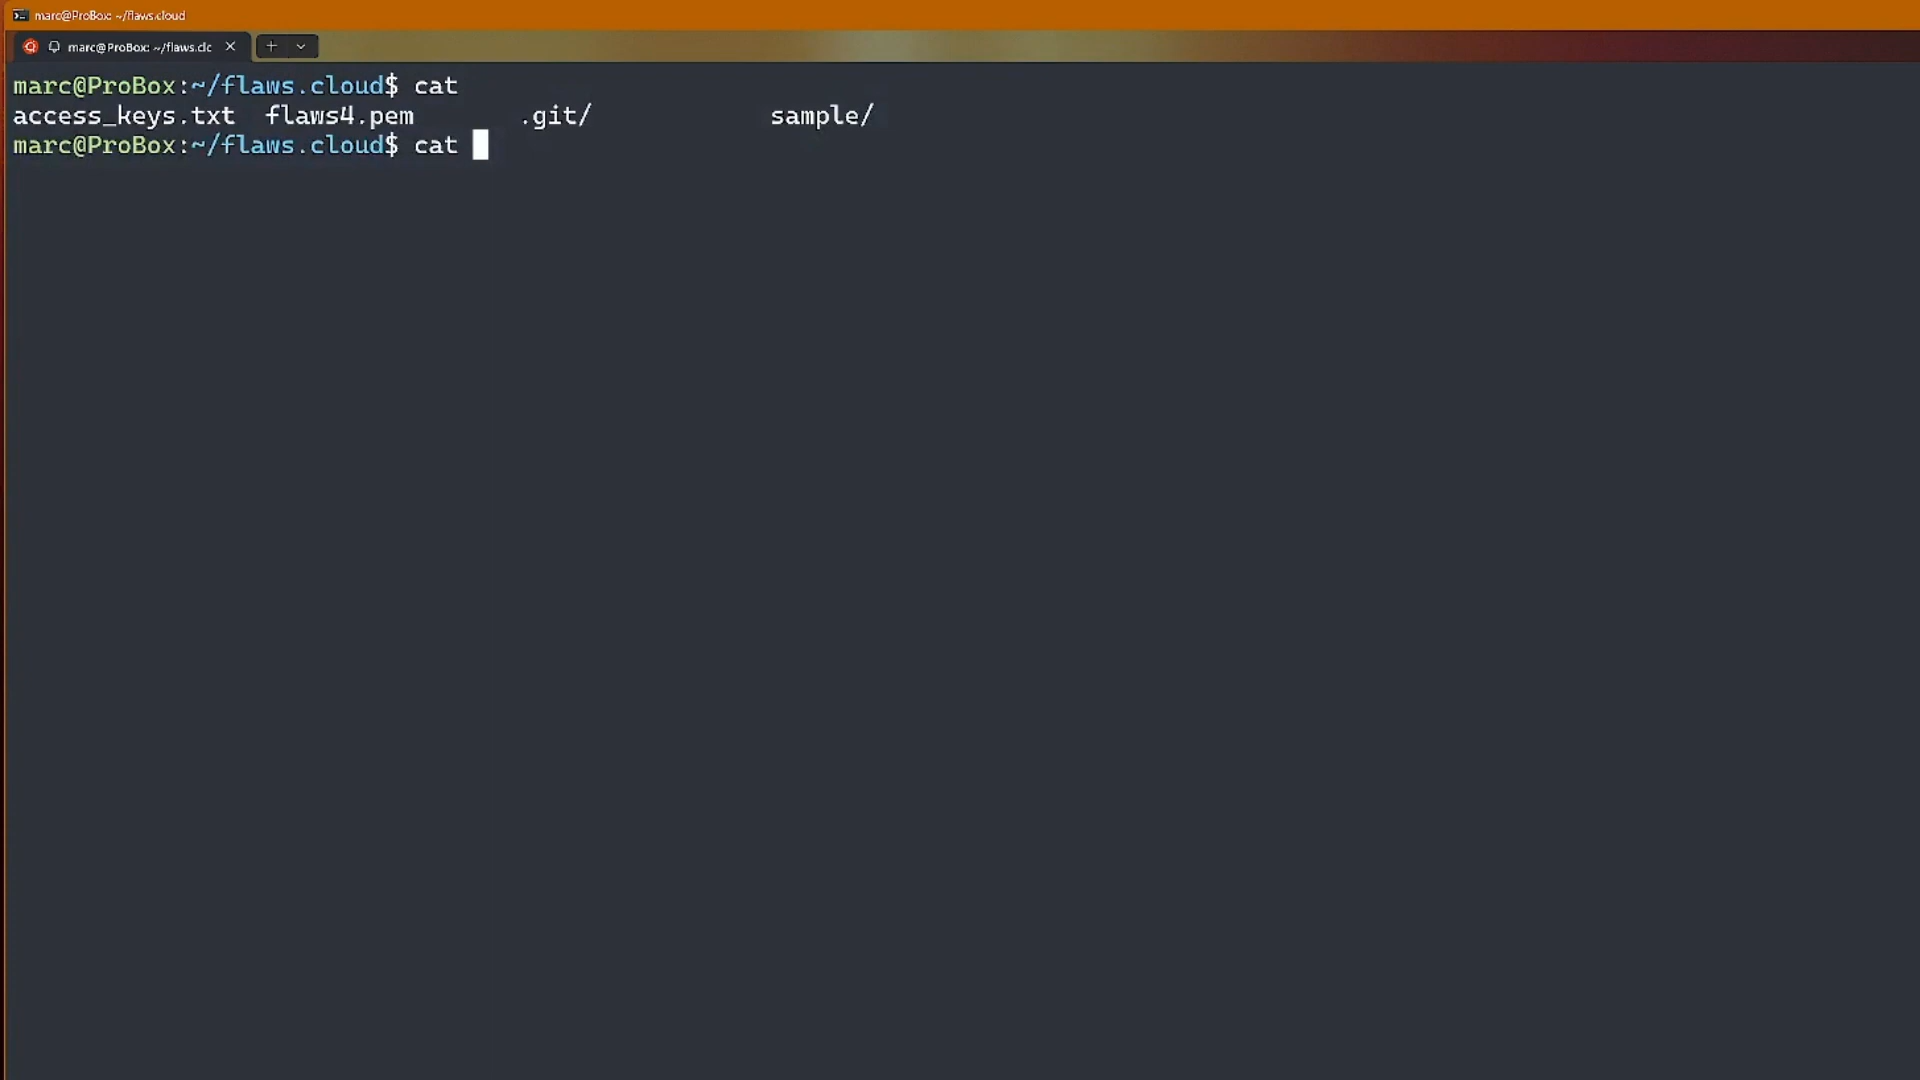 marc@ProBox: ~/flaws.cloud
marc@ProBox: ~/flaws.clc
marc@ProBox:~/flaws.cloud$ cat
access_keys.txt flaws4.pem .git/ sample/
marc@ProBox:~/flaws.cloud$ cat